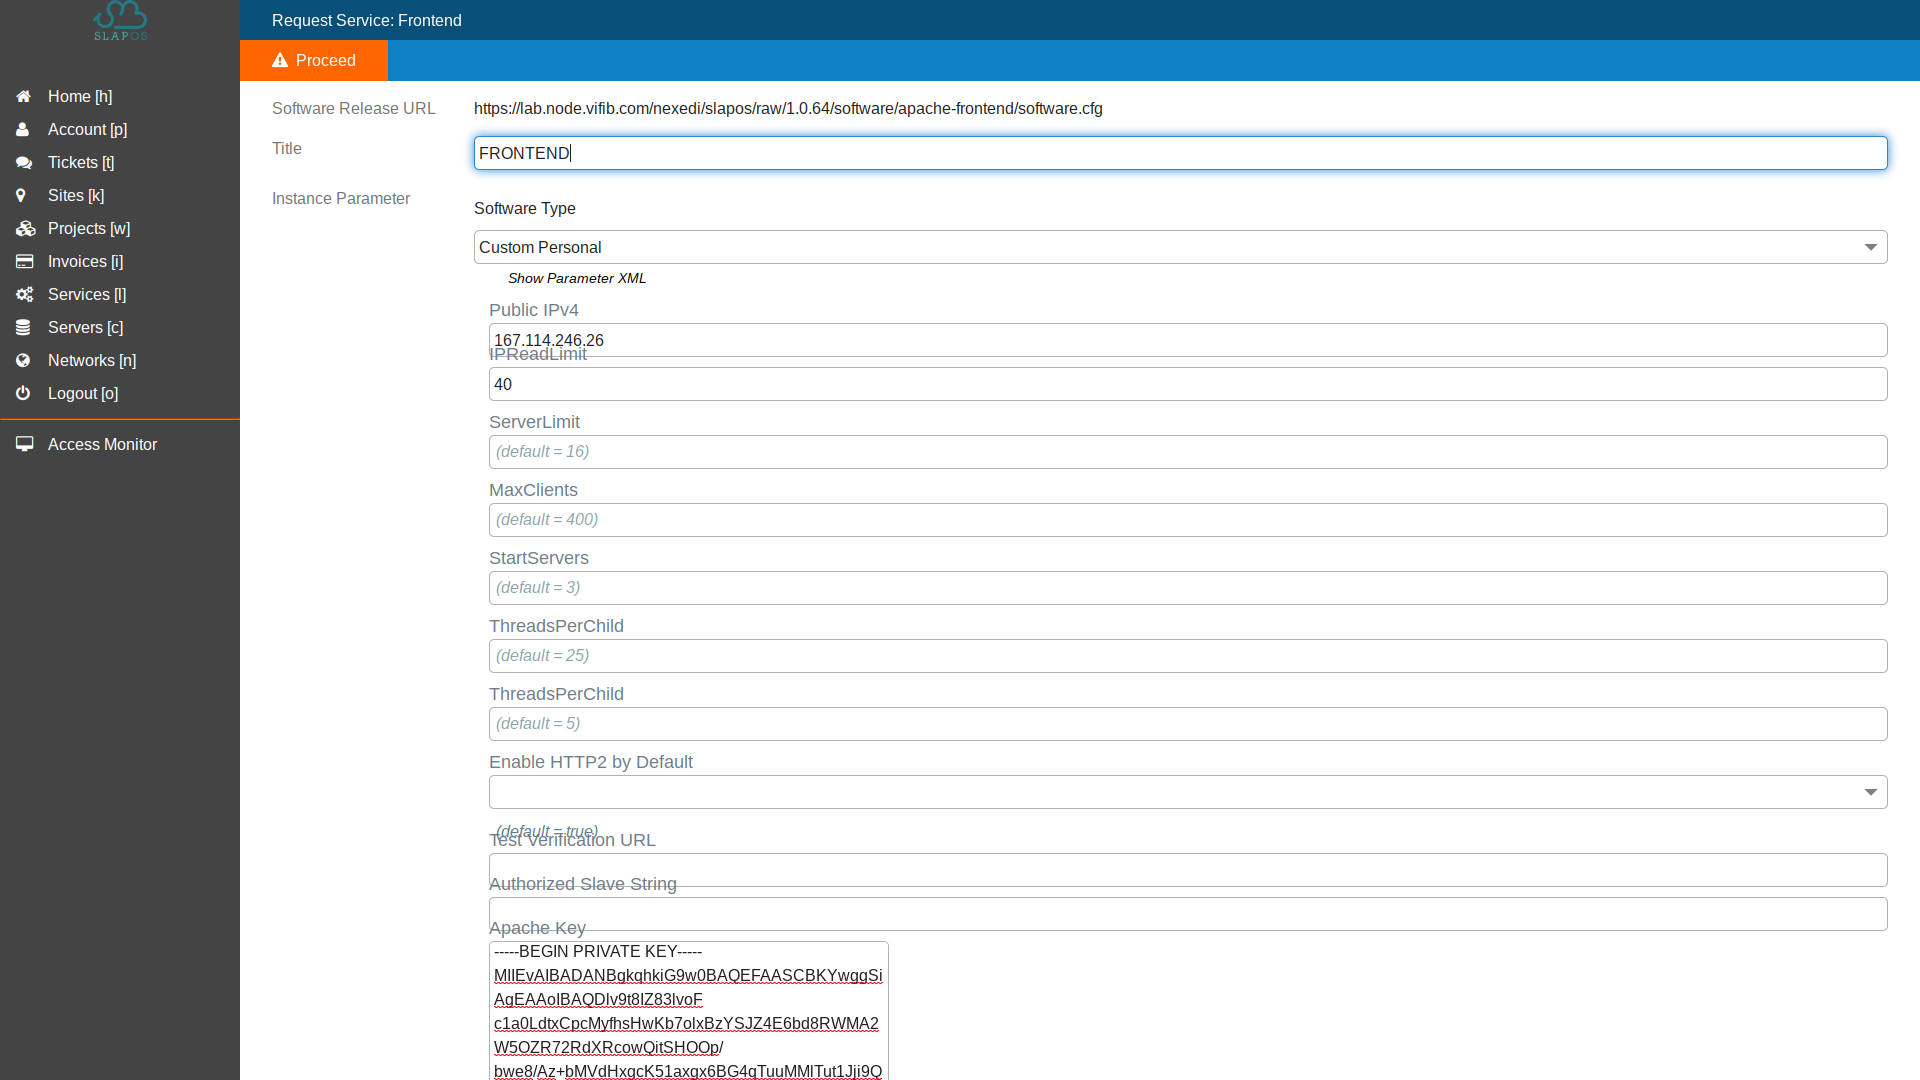 SLAPOS
Home [h]
Account [p]
Tickets [t]
Sites [k]
Projects [w]
Invoices [i]
Services [l]
Servers [c]
Networks [n]
Logout [o]
Access Monitor
Request Service: Frontend
Proceed
Software Release URL
https://lab.node.vifib.com/nexedi/slapos/raw/1.0.64/software/apache-frontend/software.cfg
Title
FRONTEND
Instance Parameter
Software Type
Custom Personal
Show Parameter XML
Public IPv4
167.114.246.26
IPReadLimit
40
ServerLimit
(default = 16)
MaxClients
(default = 400)
StartServers
(default = 3)
ThreadsPerChild
(default = 25)
ThreadsPerChild
(default = 5)
Enable HTTP2 by Default
(default = true)
Test Verification URL
Authorized Slave String
Apache Key
-----BEGIN PRIVATE KEY-----
MIIEvAIBADANBgkqhkiG9w0BAQEFAASCBKYwggSi
AgEAAoIBAQDlv9t8IZ83lvoF
c1a0LdtxCpcMyfhsHwKb7olxBzYSJZ4E6bd8RWMA2
W5OZR72RdXRcowQitSHOOp/
bwe8/Az+bMVdHxgcK51axgx6BG4qTuuMMlTut1Jji9Q